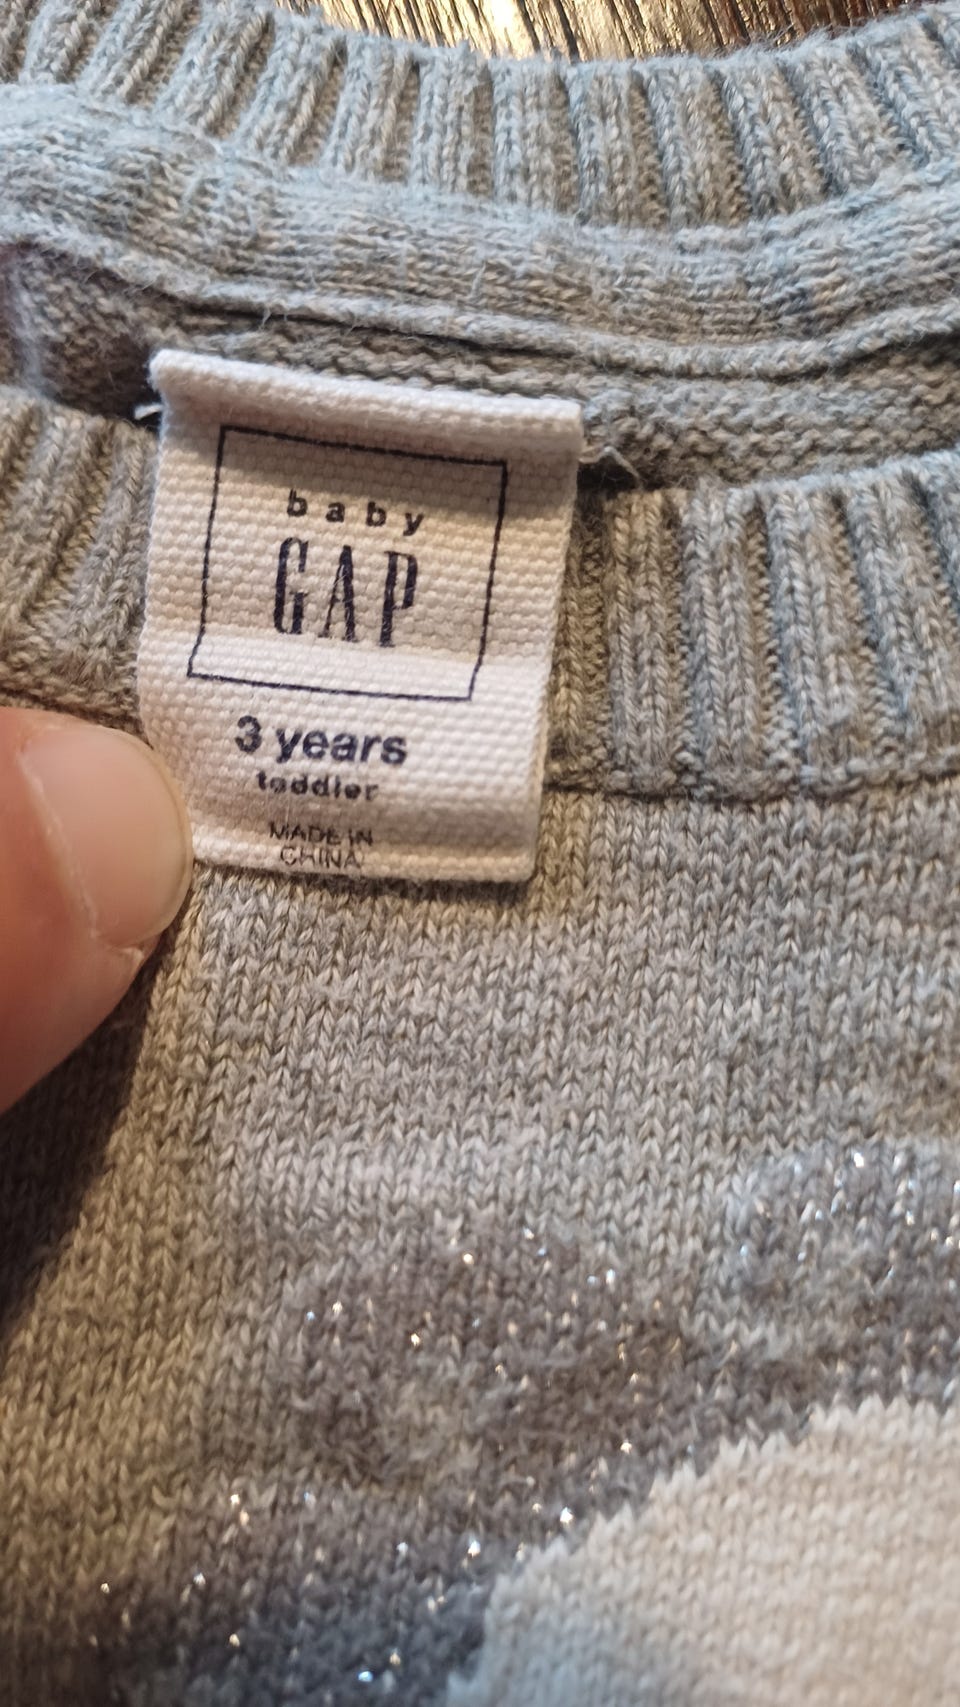 baby
GAP
3 years
toddler
MADE IN
CHINA